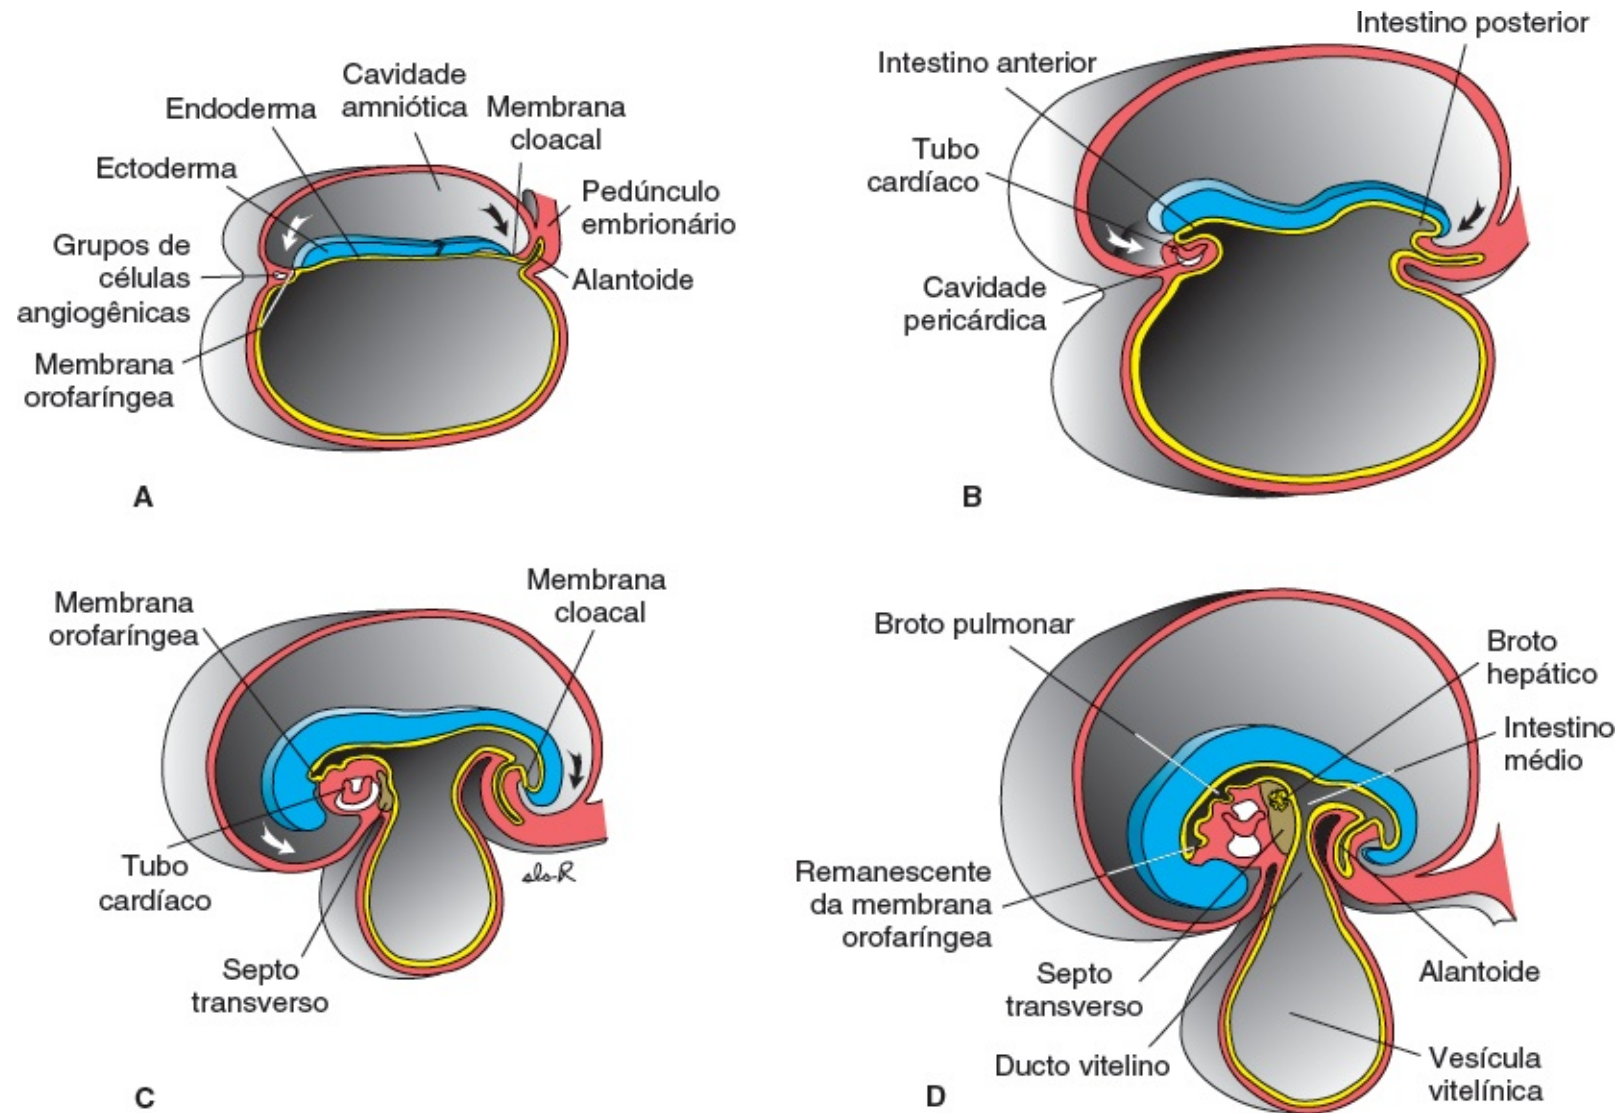 Cavidade
amniótica
Endoderma
Membrana
cloacal
Ectoderma
Pedúnculo
embrionário
Grupos de
células
angiogênicas
Alantoide
Membrana
orofaríngea
A
Intestino posterior
Intestino anterior
Tubo
cardíaco
Cavidade
pericárdica
B
Membrana
cloacal
Membrana
orofaríngea
Tubo
cardíaco
sls-R
Septo
transverso
C
Broto pulmonar
Broto
hepático
Intestino
médio
Remanescente
da membrana
orofaríngea
Septo
transverso
Alantoide
Ducto vitelino
Vesícula
vitelínica
D